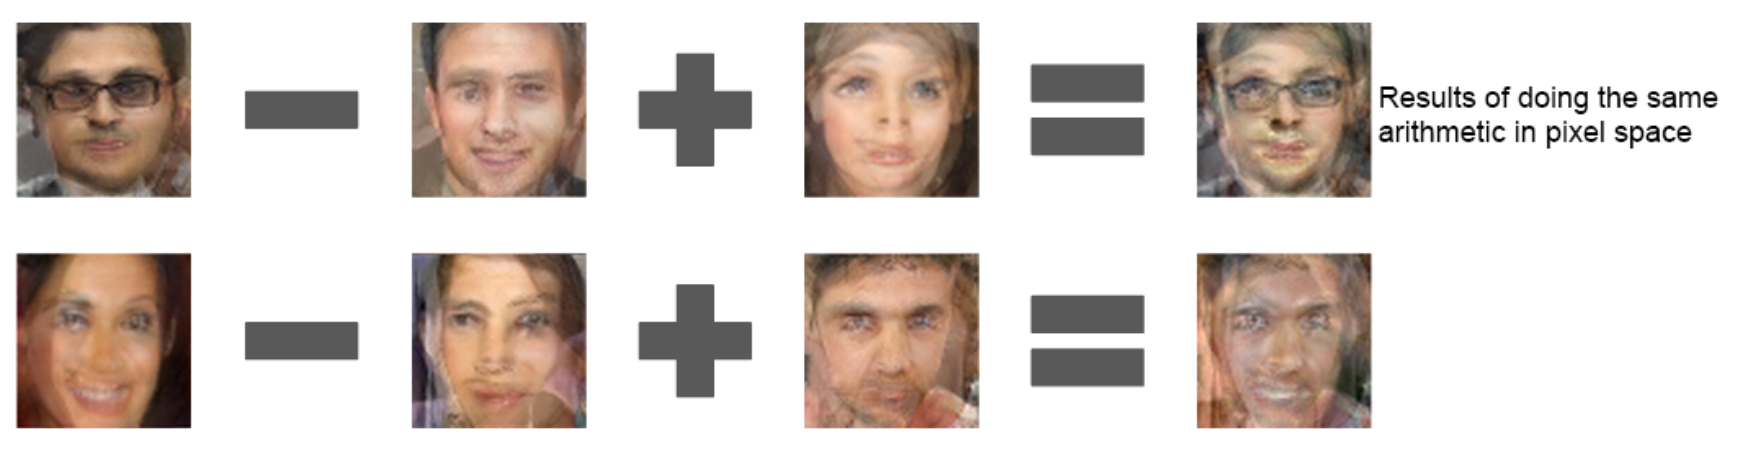 Results of doing the same
arithmetic in pixel space